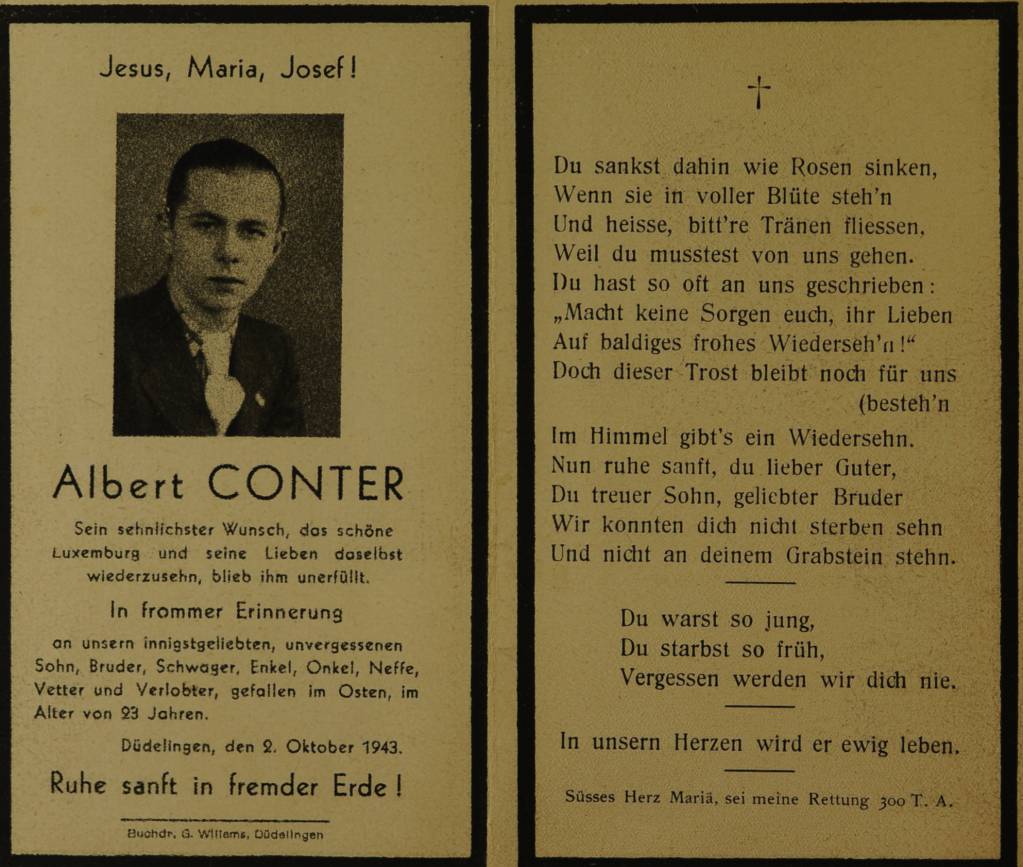 Jesus, Maria, Josef!
Albert CONTER
Sein sehnlichster Wunsch, das schöne
Luxemburg und seine Lieben daselbst
wiederzusehn, blieb ihm unerfüllt.
In frommer Erinnerung
an unsern innigstgeliebten, unvergessenen
Sohn, Bruder, Schwager, Enkel, Onkel, Neffe,
Vetter und Verlobter, gefallen im Osten, im
Alter von 23 Jahren.
Düdelingen, den 2. Oktober 1943.
Ruhe sanft in fremder Erde!
Buchdr. G. Willems, Düdelingen
Du sankst dahin wie Rosen sinken,
Wenn sie in voller Blüte steh'n
Und heisse, bitt're Tränen fliessen,
Weil du musstest von uns gehen.
Du hast so oft an uns geschrieben:
„Macht keine Sorgen euch, ihr Lieben
Auf baldiges frohes Wiederseh'n!“
Doch dieser Trost bleibt noch für uns
(besteh'n
Im Himmel gibt's ein Wiedersehn.
Nun ruhe sanft, du lieber Guter,
Du treuer Sohn, geliebter Bruder
Wir konnten dich nicht sterben sehn
Und nicht an deinem Grabstein stehn.
Du warst so jung,
Du starbst so früh,
Vergessen werden wir dich nie.
In unsern Herzen wird er ewig leben.
Süsses Herz Mariä, sei meine Rettung 300 T. A.